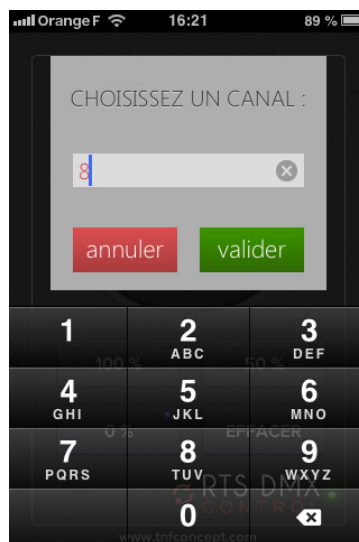 Orange F 16:21 89 %
CHOISISSEZ UN CANAL :
8
annuler valider
1 2 3
ABC DEF
100 % 50 %
4 5 6
GHI JKL MNO
0 % EFFACER
7 8 9
PQRS TUV WXYZ
RTS DMX
CONTROL
0
www.tnfconcept.com